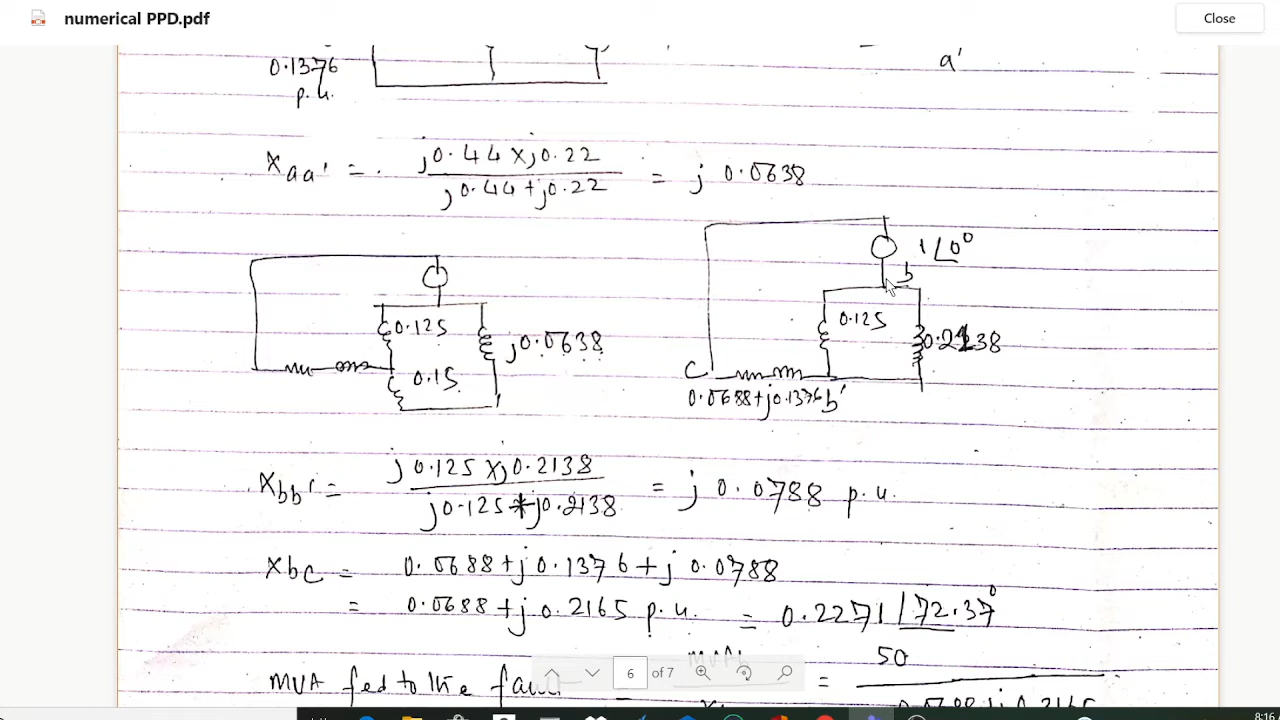 numerical PPD.pdf
Close
0.1376
p.u.
a'
Xaa' = j0.44 x j0.22 / j0.44 + j0.22 = j 0.0638
1∠0°
b
0.125
j0.0638
0.15
0.125
0.2138
C
0.0688+j0.1376 b'
Xbb' = j0.125 x j0.2138 / j0.125+j0.2138 = j 0.0788 p.u.
Xbc = 0.0688+j0.1376+j0.0788
= 0.0688+j0.2165 p.u. = 0.2271∠72.37°
MVA fed to the = 50
6 of 7
8:16